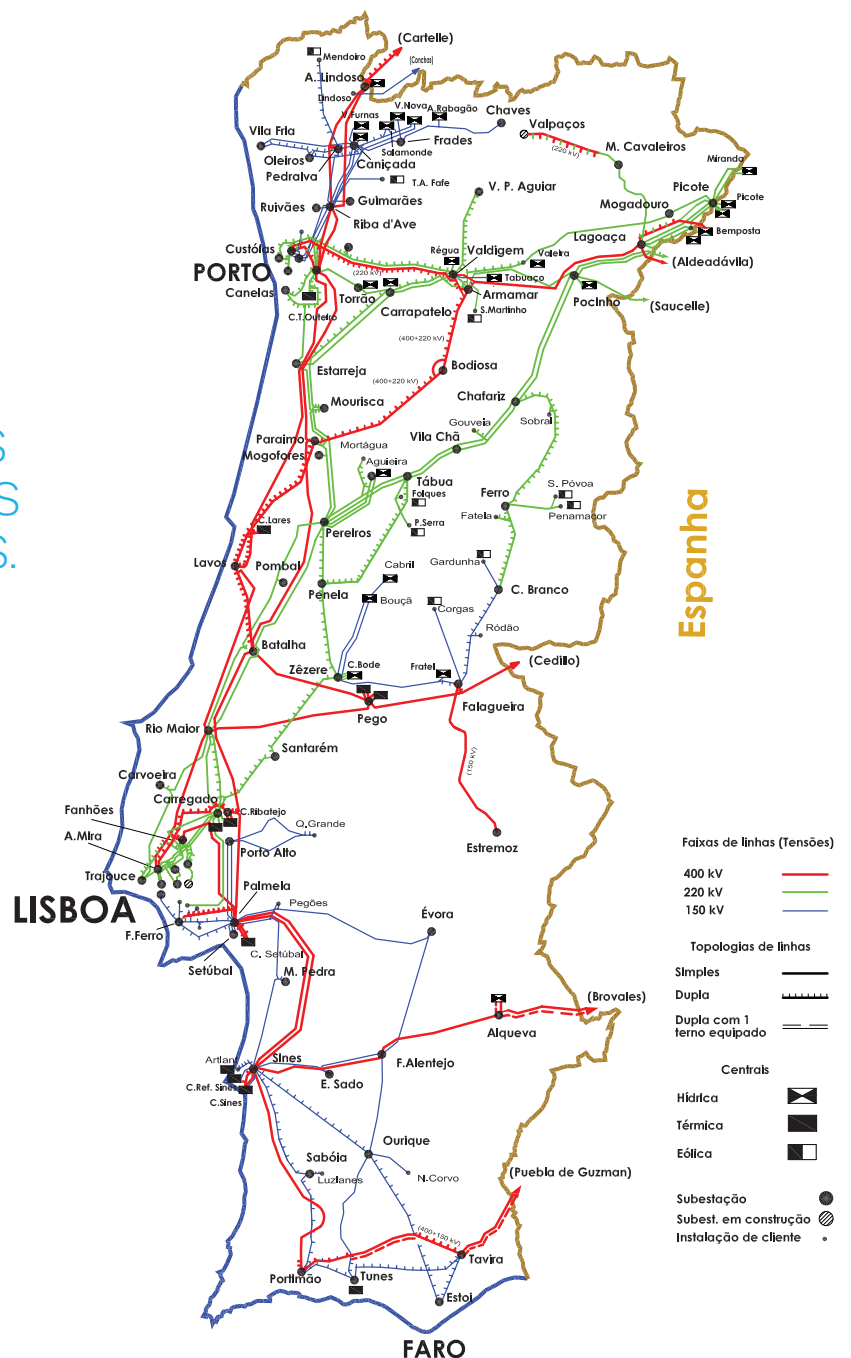 (Cartelle)
Mendoiro
(Conchas)
A. Lindoso
Lindoso
V.Nova
A.Rabagão
V.Furnas
Chaves
Valpaços
Vila Fria
Frades
M. Cavaleiros
Salamonde
Oleiros
Caniçada
(220 kV)
Miranda
Pedralva
T.A. Fafe
V. P. Aguiar
Picote
Guimarães
Mogadouro
Picote
Ruivães
Riba d'Ave
Bemposta
Lagoaça
Custóias
Régua
Valdigem
Valeira
(Aldeadávila)
PORTO
(220 kV)
Tabuaço
Canelas
Torrão
Armamar
Pocinho
(Saucelle)
C.T.Outeiro
Carrapatelo
S.Martinho
(400+220 kV)
Estarreja
Bodiosa
(400+220 kV)
Chafariz
Mourisca
Gouveia
Sobral
Paraimo
Vila Chã
Mogofores
Mortágua
Aguieira
Tábua
Ferro
S. Póvoa
Folques
Fatela
Penamacor
C.Lares
P.Serra
Pereiros
Espanha
Lavos
Pombal
Cabril
Gardunha
Penela
Bouçã
C. Branco
Corgas
Ródão
Batalha
Zêzere
C.Bode
Fratel
(Cedillo)
Falagueira
Pego
Rio Maior
Santarém
(150 kV)
Carvoeira
Carregado
Fanhões
C.Ribatejo
Q.Grande
A.Mira
Estremoz
Porto Alto
Trajouce
Faixas de linhas (Tensões)
400 kV
220 kV
150 kV
Palmela
Pegões
LISBOA
Évora
F.Ferro
Topologias de linhas
Setúbal
C. Setúbal
M. Pedra
Simples
Dupla
(Brovales)
Dupla com 1
terno equipado
Alqueva
Artlant
Sines
F.Alentejo
E. Sado
Centrais
C.Ref. Sines
C.Sines
Hídrica
Térmica
Ourique
Eólica
Sabóia
Luzianes
N.Corvo
(Puebla de Guzman)
Subestação
Subest. em construção
(400+150 kV)
Instalação de cliente
Tavira
Portimão
Tunes
Estoi
FARO